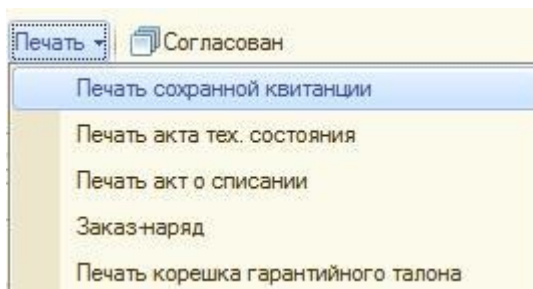 Печать Согласован
Печать сохранной квитанции
Печать акта тех. состояния
Печать акт о списании
Заказ-наряд
Печать корешка гарантийного талона